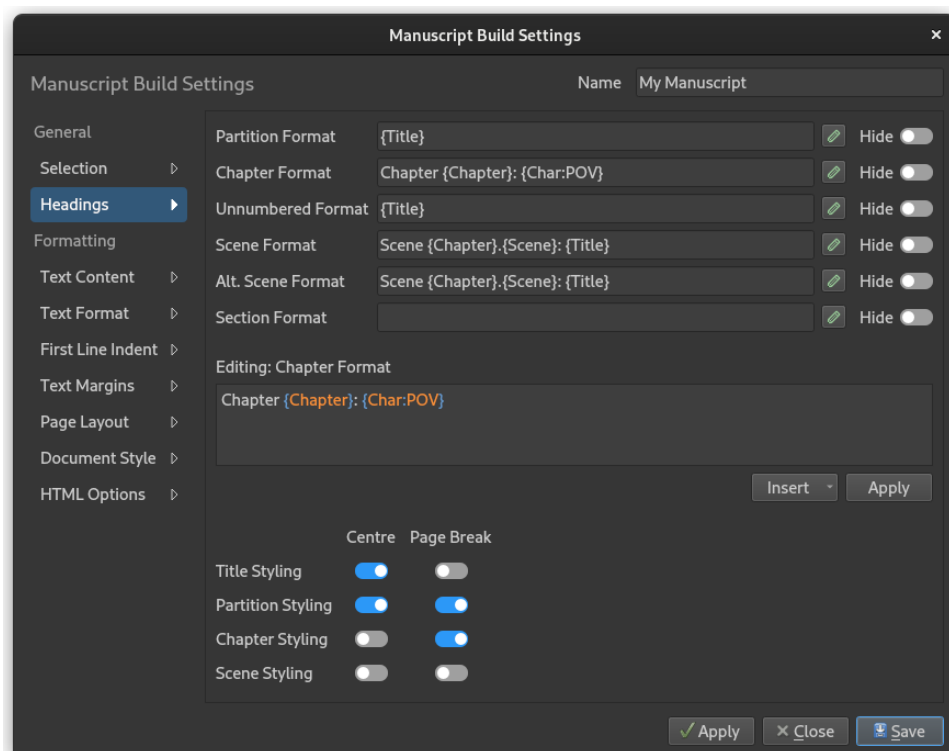 Manuscript Build Settings
Manuscript Build Settings
Name My Manuscript
General
Selection
Headings
Formatting
Text Content
Text Format
First Line Indent
Text Margins
Page Layout
Document Style
HTML Options
Partition Format {Title} Hide
Chapter Format Chapter {Chapter}: {Char:POV} Hide
Unnumbered Format {Title} Hide
Scene Format Scene {Chapter}.{Scene}: {Title} Hide
Alt. Scene Format Scene {Chapter}.{Scene}: {Title} Hide
Section Format Hide
Editing: Chapter Format
Chapter {Chapter}: {Char:POV}
Insert Apply
Centre Page Break
Title Styling
Partition Styling
Chapter Styling
Scene Styling
Apply Close Save